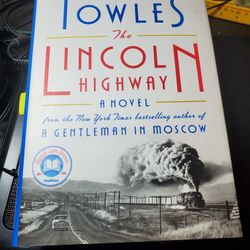 TOWLES
The
LINCOLN
HIGHWAY
A NOVEL
from the New York Times bestselling author of
A GENTLEMAN IN MOSCOW